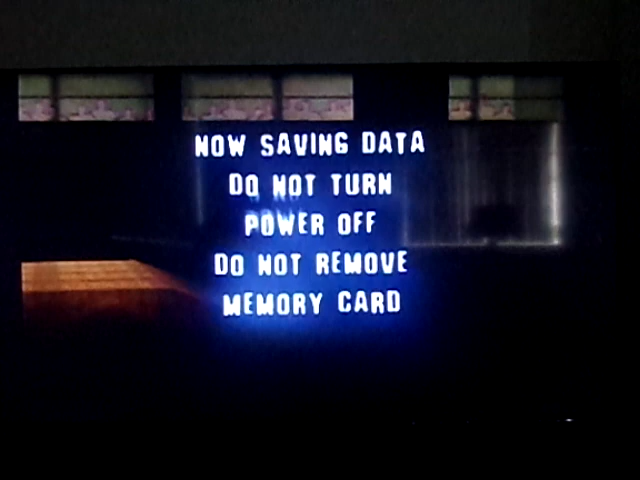 NOW SAVING DATA
DO NOT TURN
POWER OFF
DO NOT REMOVE
MEMORY CARD